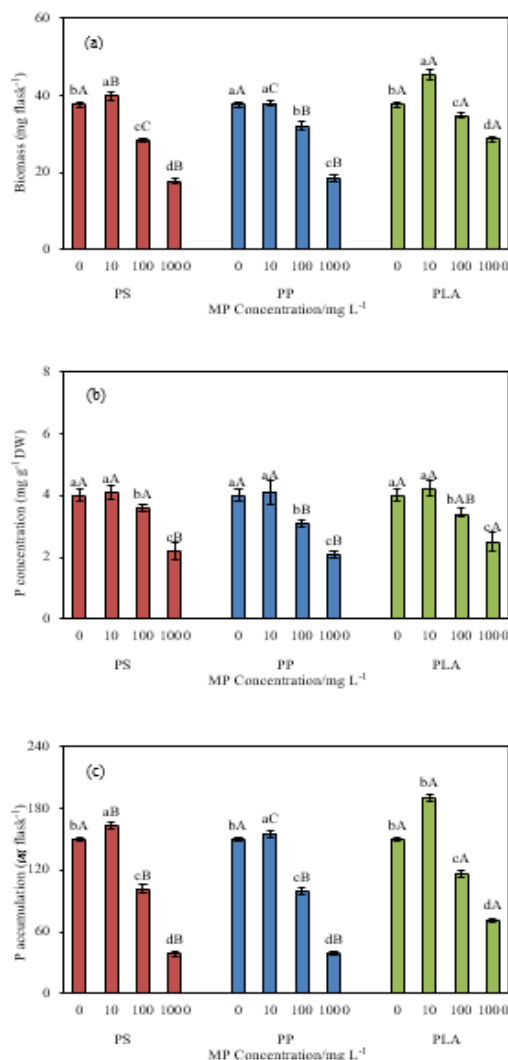 (a)
Biomass (mg flask⁻¹)
60
40
20
0
bA aB cC dB aA aC bB cB bA aA cA dA
0 10 100 1000 0 10 100 1000 0 10 100 1000
PS PP PLA
MP Concentration/mg L⁻¹
(b)
P concentration (mg g⁻¹ DW)
8
6
4
2
0
aA aA bA cB aA aA bB cB aA aA bAB cA
0 10 100 1000 0 10 100 1000 0 10 100 1000
PS PP PLA
MP Concentration/mg L⁻¹
(c)
P accumulation (μg flask⁻¹)
240
180
120
60
0
bA aB cB dB bA aC cB dB bA bA cA dA
0 10 100 1000 0 10 100 1000 0 10 100 1000
PS PP PLA
MP Concentration/mg L⁻¹